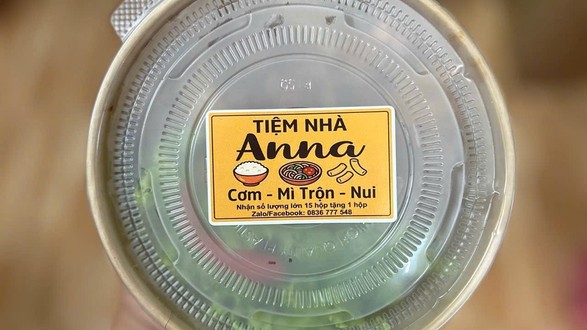 TIỆM NHÀ
Anna
Cơm - Mì Trộn - Nui
Nhận số lượng lớn 15 hộp tặng 1 hộp
Zalo/Facebook: 0836 777 548